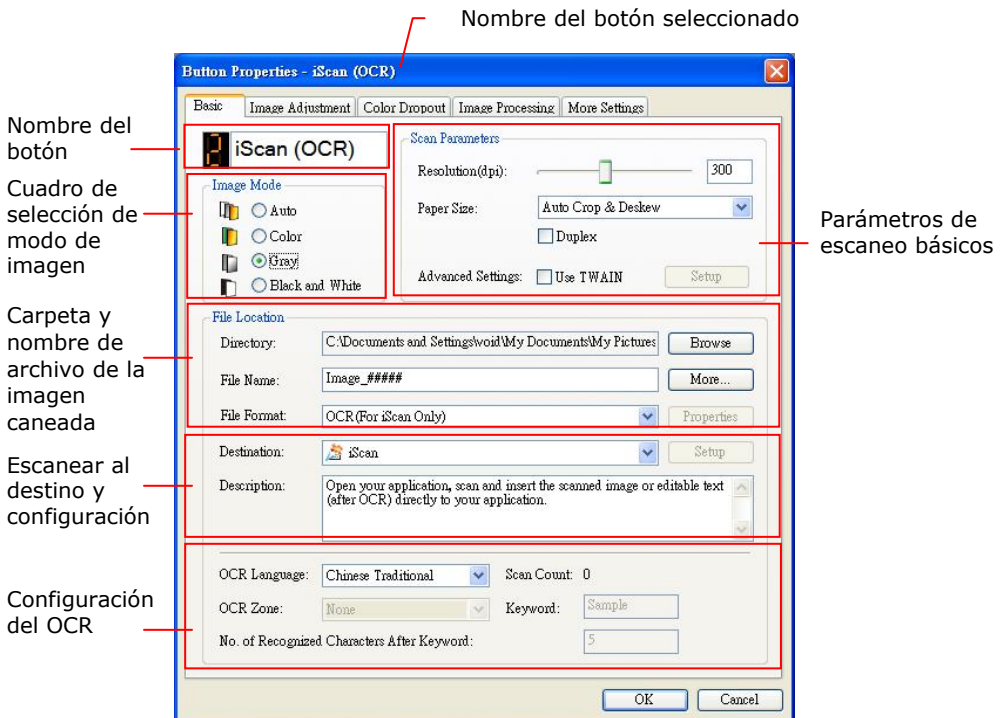 Nombre del botón seleccionado
Button Properties - iScan (OCR)
Basic Image Adjustment Color Dropout Image Processing More Settings
Nombre del
botón
2 iScan (OCR)
Cuadro de
selección de
modo de
imagen
Image Mode
Auto
Color
Gray
Black and White
Scan Parameters
Resolution(dpi): 300
Paper Size: Auto Crop & Deskew
Duplex
Advanced Settings: Use TWAIN Setup
Parámetros de
escaneo básicos
Carpeta y
nombre de
archivo de la
imagen
caneada
File Location
Directory: C:\Documents and Settings\void\My Documents\My Pictures Browse
File Name: Image_##### More...
File Format: OCR(For iScan Only) Properties
Escanear al
destino y
configuración
Destination: iScan Setup
Description: Open your application, scan and insert the scanned image or editable text
(after OCR) directly to your application.
Configuración
del OCR
OCR Language: Chinese Traditional Scan Count: 0
OCR Zone: None Keyword: Sample
No. of Recognized Characters After Keyword: 5
OK Cancel